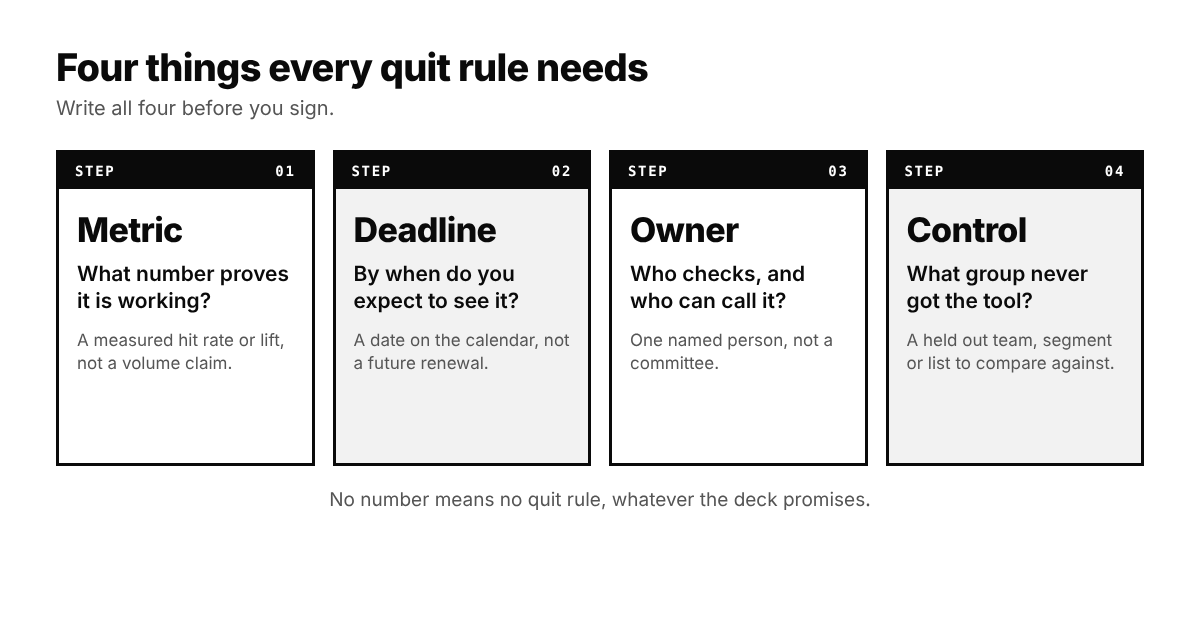 Four things every quit rule needs
Write all four before you sign.
STEP 01
Metric
What number proves
it is working?
A measured hit rate or lift,
not a volume claim.
STEP 02
Deadline
By when do you
expect to see it?
A date on the calendar, not
a future renewal.
STEP 03
Owner
Who checks, and
who can call it?
One named person, not a
committee.
STEP 04
Control
What group never
got the tool?
A held out team, segment
or list to compare against.
No number means no quit rule, whatever the deck promises.